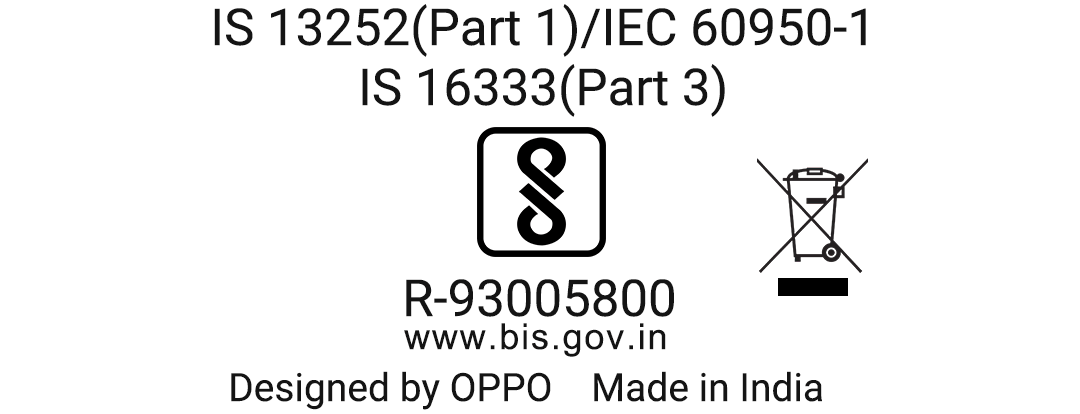 IS 13252(Part 1)/IEC 60950-1
IS 16333(Part 3)
R-93005800
www.bis.gov.in
Designed by OPPO Made in India